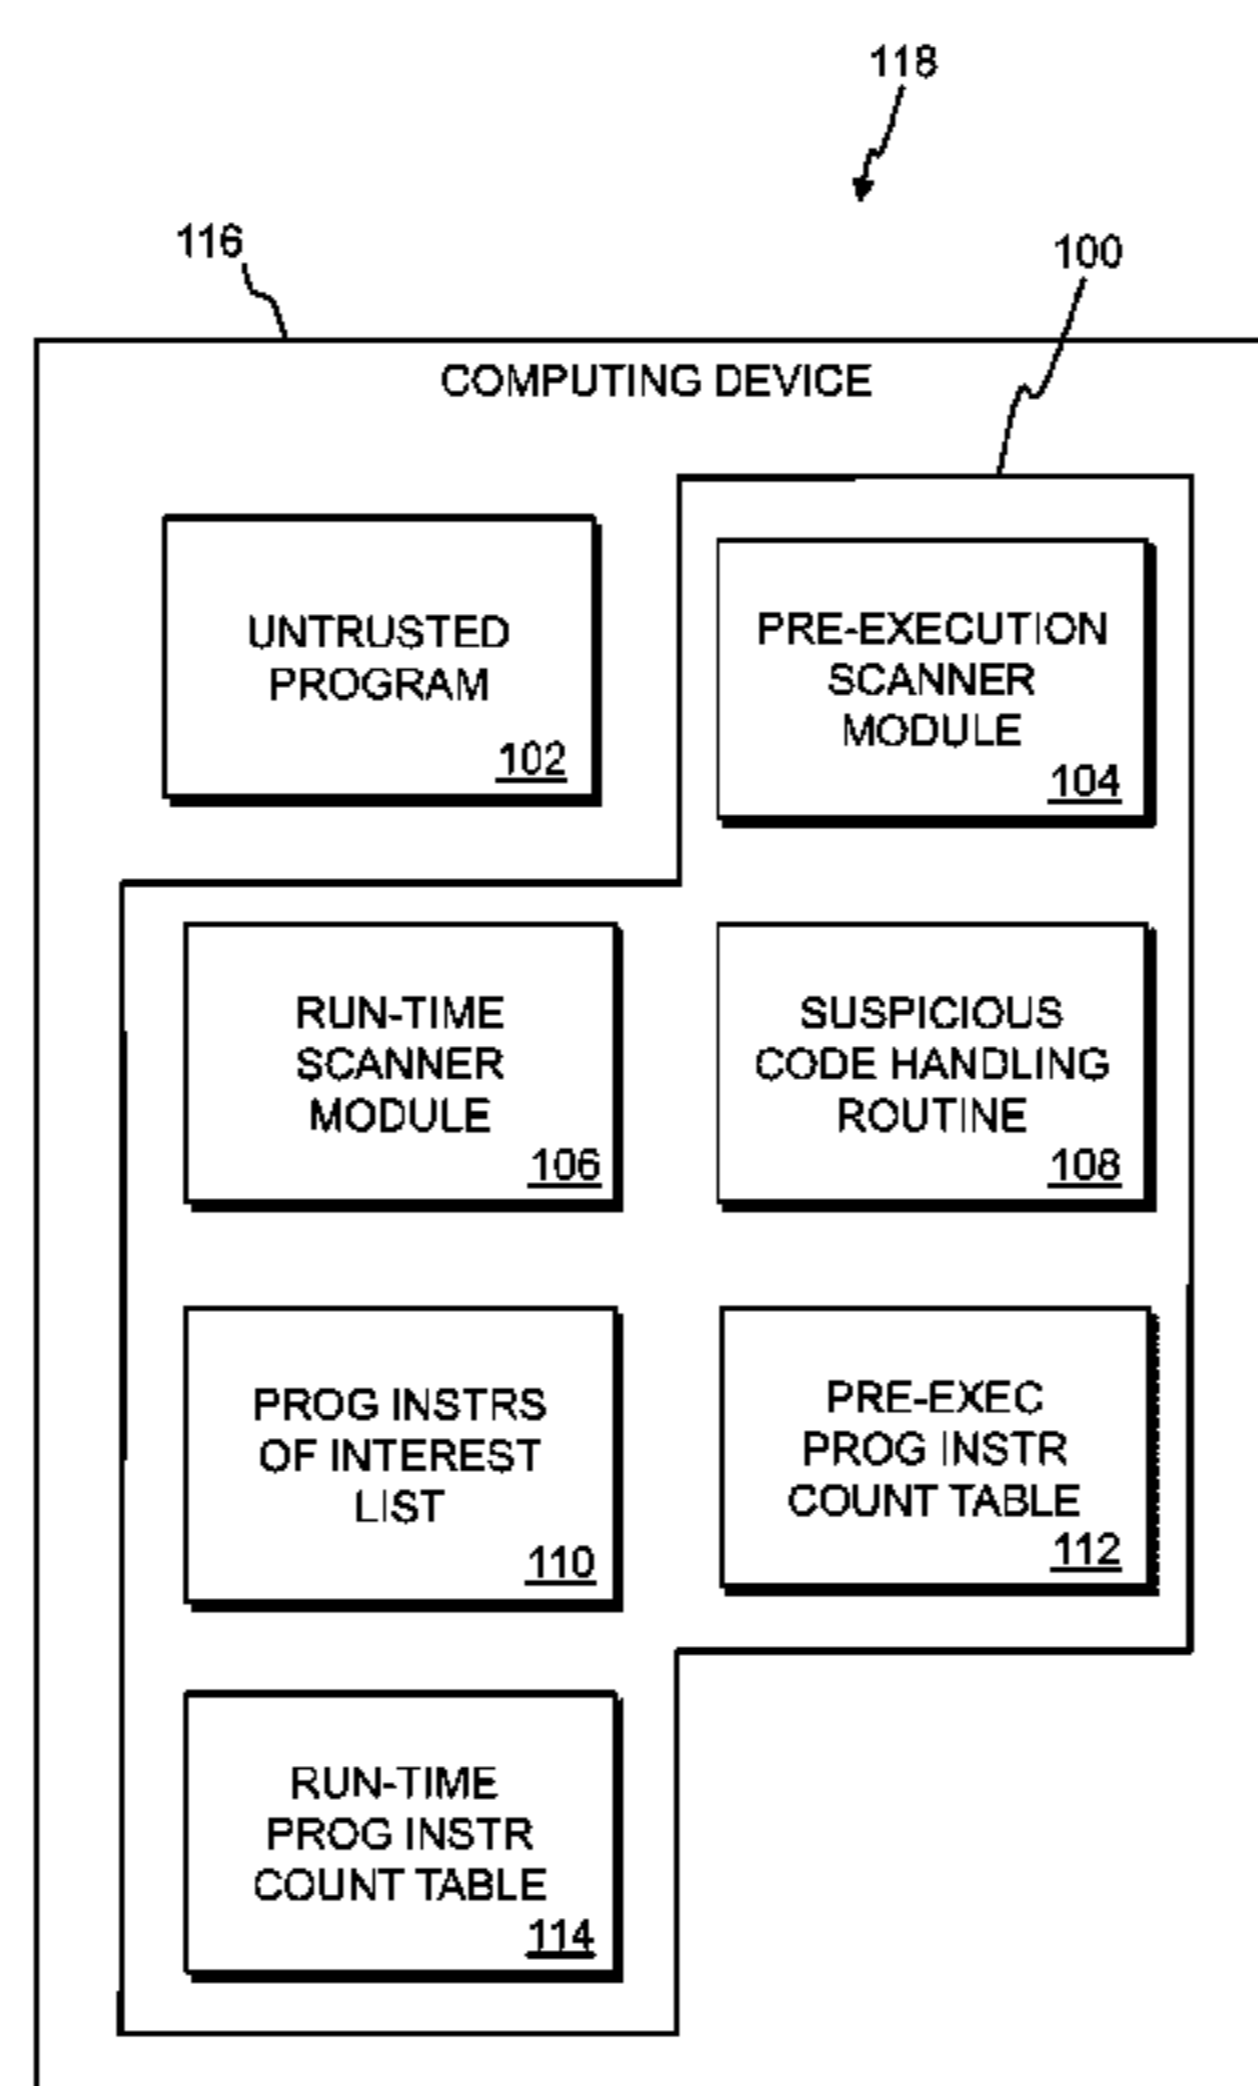 118
116
100
COMPUTING DEVICE
UNTRUSTED
PROGRAM
102
PRE-EXECUTION
SCANNER
MODULE
104
RUN-TIME
SCANNER
MODULE
106
SUSPICIOUS
CODE HANDLING
ROUTINE
108
PROG INSTRS
OF INTEREST
LIST
110
PRE-EXEC
PROG INSTR
COUNT TABLE
112
RUN-TIME
PROG INSTR
COUNT TABLE
114